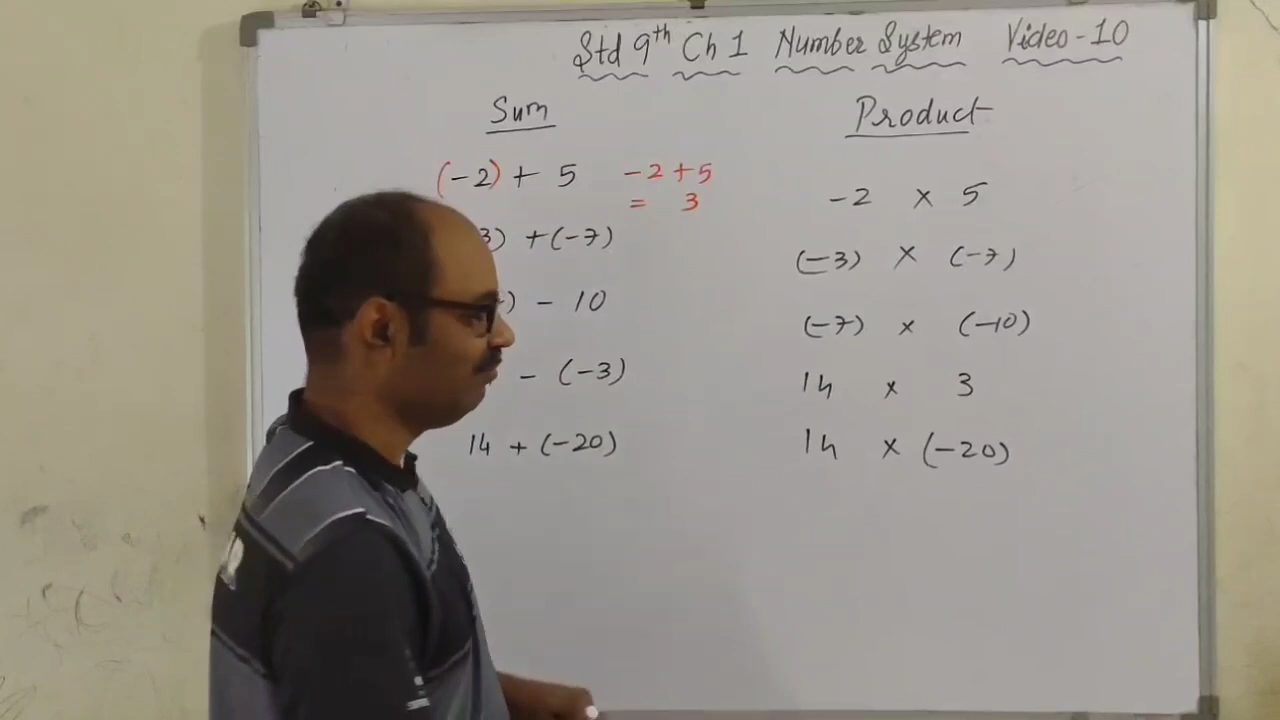 Std 9th Ch 1 Number System Video-10
Sum
Product
(-2) + 5
-2 + 5
= 3
3) + (-7)
) - 10
- (-3)
14 + (-20)
-2 × 5
(-3) × (-7)
(-7) × (-10)
14 × 3
14 × (-20)